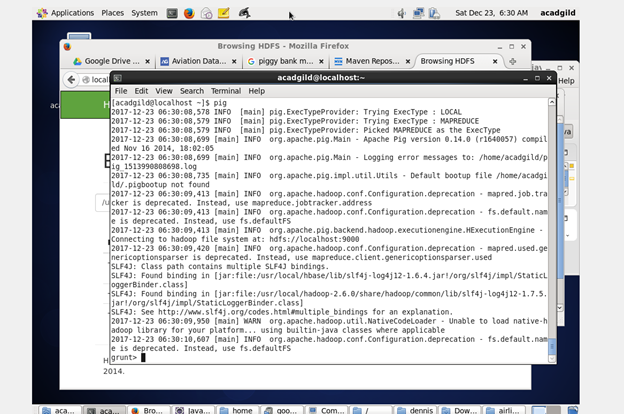 Applications Places System
Sat Dec 23, 6:30 AM acadgild
Browsing HDFS - Mozilla Firefox
Google Drive ... Aviation Data... piggy bank m... Maven Repos... Browsing HDFS
local
acadgild@localhost:~
File Edit View Search Terminal Help
Help
[acadgild@localhost ~]$ pig
2017-12-23 06:30:08,578 INFO [main] pig.ExecTypeProvider: Trying ExecType : LOCAL
2017-12-23 06:30:08,579 INFO [main] pig.ExecTypeProvider: Trying ExecType : MAPREDUCE
2017-12-23 06:30:08,579 INFO [main] pig.ExecTypeProvider: Picked MAPREDUCE as the ExecType
2017-12-23 06:30:08,699 [main] INFO org.apache.pig.Main - Apache Pig version 0.14.0 (r1640057) compil
ed Nov 16 2014, 18:02:05
2017-12-23 06:30:08,699 [main] INFO org.apache.pig.Main - Logging error messages to: /home/acadgild/p
ig_1513990808698.log
2017-12-23 06:30:08,735 [main] INFO org.apache.pig.impl.util.Utils - Default bootup file /home/acadgi
ld/.pigbootup not found
2017-12-23 06:30:09,413 [main] INFO org.apache.hadoop.conf.Configuration.deprecation - mapred.job.tra
cker is deprecated. Instead, use mapreduce.jobtracker.address
2017-12-23 06:30:09,413 [main] INFO org.apache.hadoop.conf.Configuration.deprecation - fs.default.nam
e is deprecated. Instead, use fs.defaultFS
2017-12-23 06:30:09,413 [main] INFO org.apache.pig.backend.hadoop.executionengine.HExecutionEngine -
Connecting to hadoop file system at: hdfs://localhost:9000
2017-12-23 06:30:09,420 [main] INFO org.apache.hadoop.conf.Configuration.deprecation - mapred.used.ge
nericoptionsparser is deprecated. Instead, use mapreduce.client.genericoptionsparser.used
SLF4J: Class path contains multiple SLF4J bindings.
SLF4J: Found binding in [jar:file:/usr/local/hbase/lib/slf4j-log4j12-1.6.4.jar!/org/slf4j/impl/StaticL
oggerBinder.class]
SLF4J: Found binding in [jar:file:/usr/local/hadoop-2.6.0/share/hadoop/common/lib/slf4j-log4j12-1.7.5.
jar!/org/slf4j/impl/StaticLoggerBinder.class]
SLF4J: See http://www.slf4j.org/codes.html#multiple_bindings for an explanation.
2017-12-23 06:30:09,950 [main] WARN org.apache.hadoop.util.NativeCodeLoader - Unable to load native-h
adoop library for your platform... using builtin-java classes where applicable
2017-12-23 06:30:10,607 [main] INFO org.apache.hadoop.conf.Configuration.deprecation - fs.default.nam
e is deprecated. Instead, use fs.defaultFS
grunt>
2014.
aca... aca... Bro... Java... home goo... Com... / dennis Dow... airli...